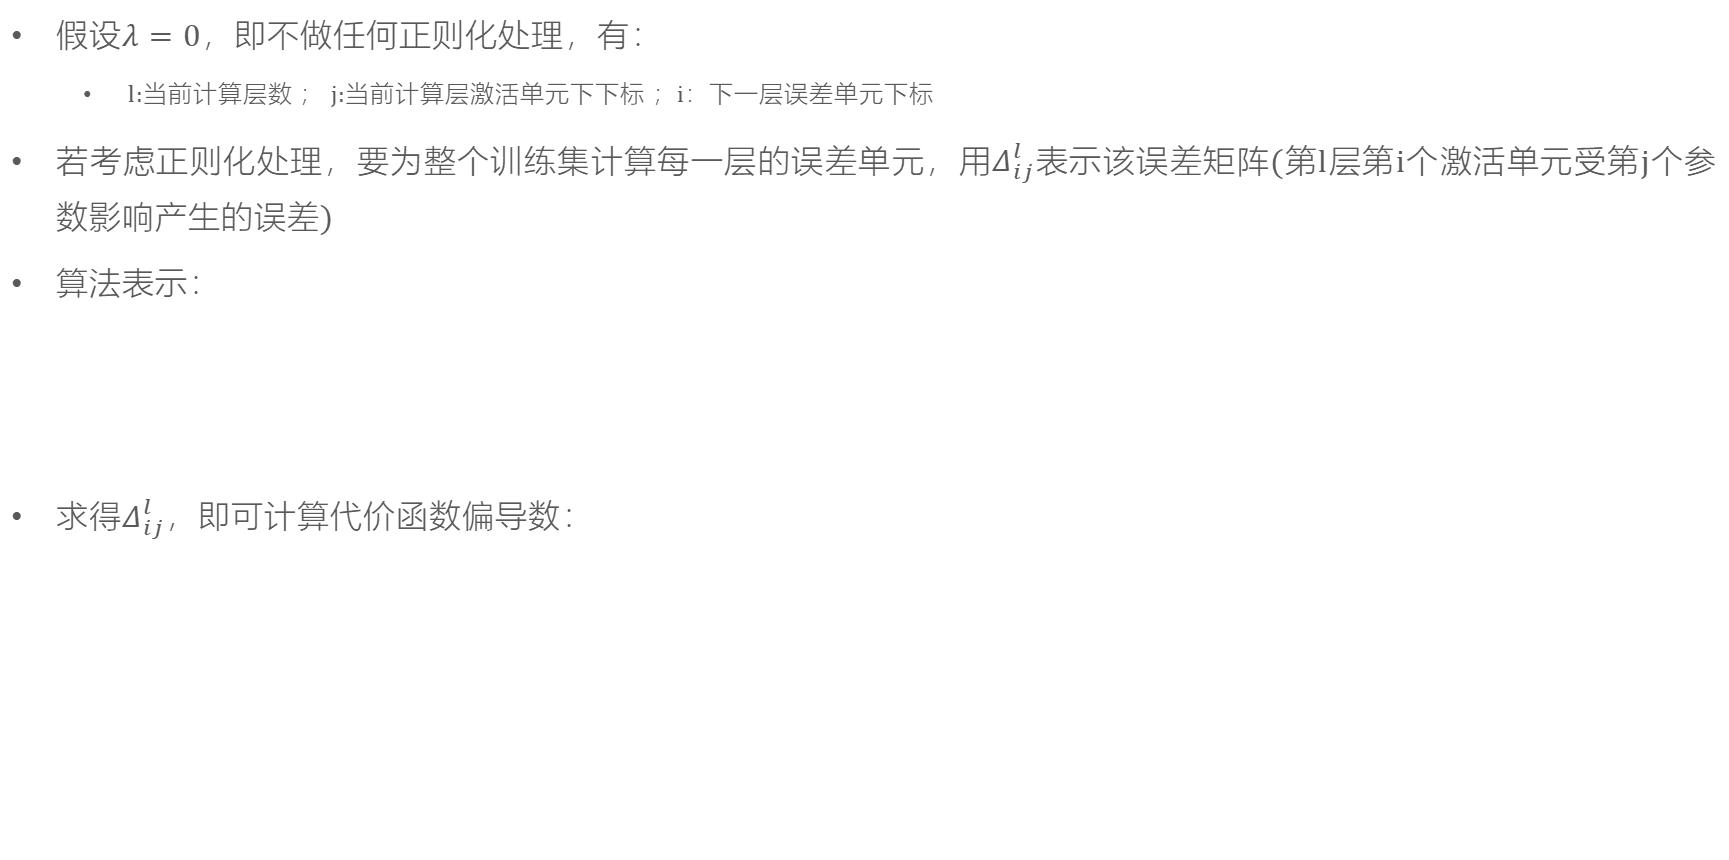 • 假设λ = 0，即不做任何正则化处理，有：
• l:当前计算层数 ； j:当前计算层激活单元下下标 ；i：下一层误差单元下标
• 若考虑正则化处理，要为整个训练集计算每一层的误差单元，用Δ^l_{ij}表示该误差矩阵(第l层第i个激活单元受第j个参
数影响产生的误差)
• 算法表示：
• 求得Δ^l_{ij}，即可计算代价函数偏导数：